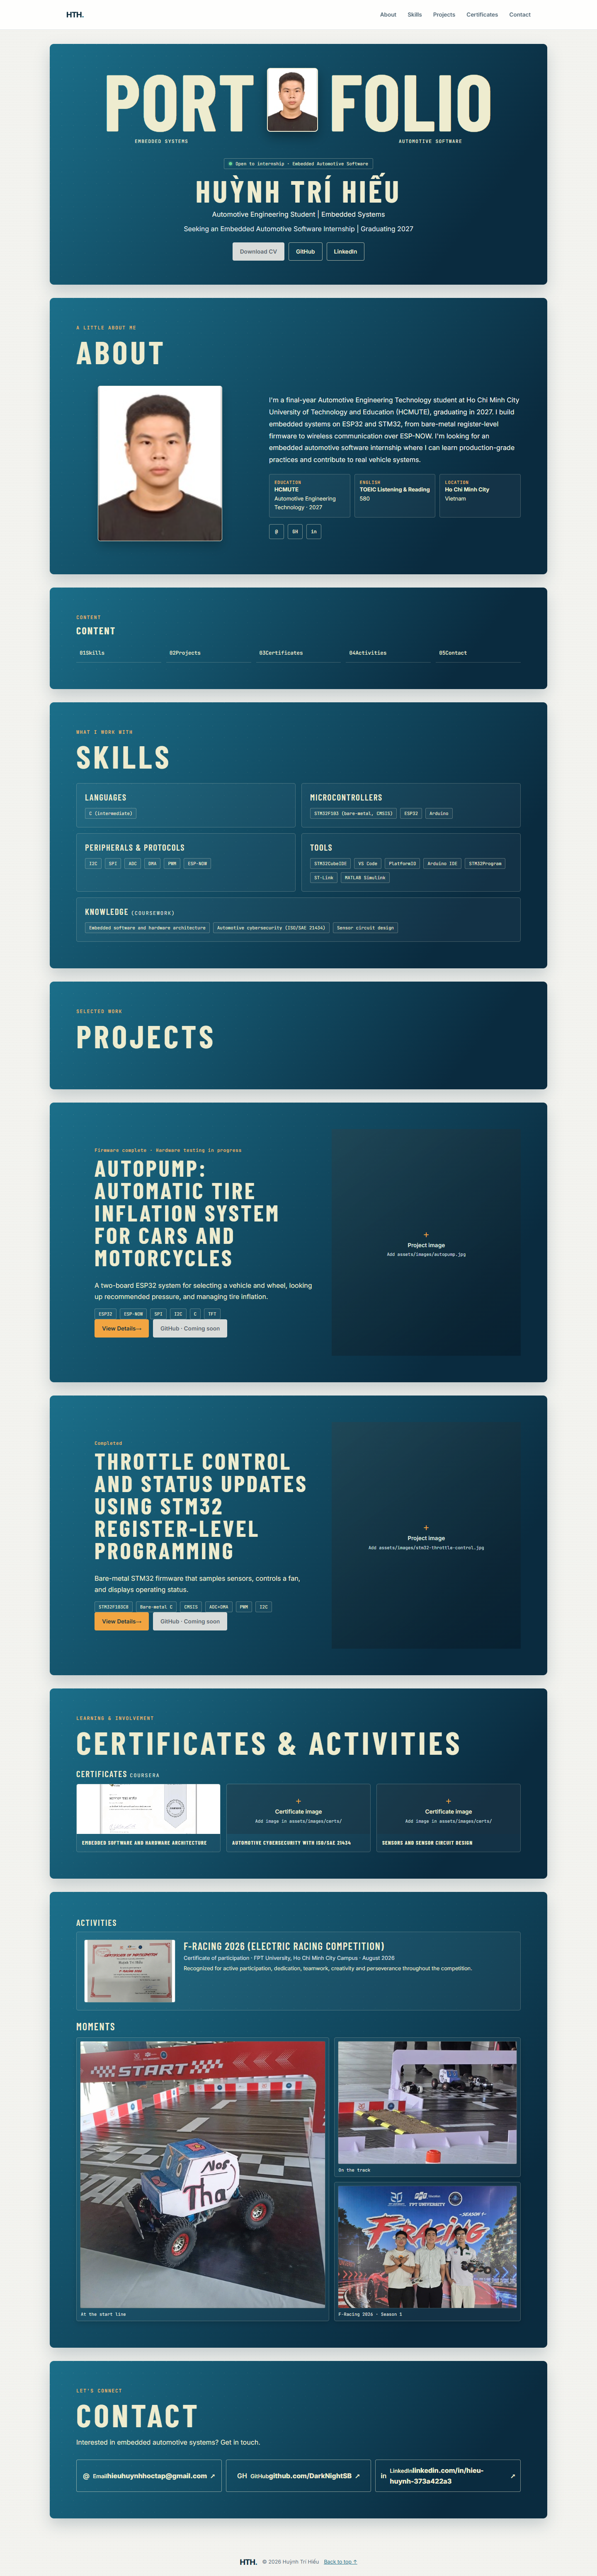 HTH.
About Skills Projects Certificates Contact
PORT FOLIO
EMBEDDED SYSTEMS
AUTOMOTIVE SOFTWARE
Open to internship · Embedded Automotive Software
HUỲNH TRÍ HIẾU
Automotive Engineering Student | Embedded Systems
Seeking an Embedded Automotive Software Internship | Graduating 2027
Download CV
GitHub
LinkedIn
A LITTLE ABOUT ME
ABOUT
I'm a final-year Automotive Engineering Technology student at Ho Chi Minh City
University of Technology and Education (HCMUTE), graduating in 2027. I build
embedded systems on ESP32 and STM32, from bare-metal register-level
firmware to wireless communication over ESP-NOW. I'm looking for an
embedded automotive software internship where I can learn production-grade
practices and contribute to real vehicle systems.
EDUCATION
HCMUTE
Automotive Engineering
Technology · 2027
ENGLISH
TOEIC Listening & Reading
580
LOCATION
Ho Chi Minh City
Vietnam
@
GH
in
CONTENT
CONTENT
01Skills
02Projects
03Certificates
04Activities
05Contact
WHAT I WORK WITH
SKILLS
LANGUAGES
C (intermediate)
MICROCONTROLLERS
STM32F103 (bare-metal, CMSIS)
ESP32
Arduino
PERIPHERALS & PROTOCOLS
I2C
SPI
ADC
DMA
PWM
ESP-NOW
TOOLS
STM32CubeIDE
VS Code
PlatformIO
Arduino IDE
STM32Program
ST-Link
MATLAB Simulink
KNOWLEDGE (COURSEWORK)
Embedded software and hardware architecture
Automotive cybersecurity (ISO/SAE 21434)
Sensor circuit design
SELECTED WORK
PROJECTS
Firmware complete · Hardware testing in progress
AUTOPUMP:
AUTOMATIC TIRE
INFLATION SYSTEM
FOR CARS AND
MOTORCYCLES
A two-board ESP32 system for selecting a vehicle and wheel, looking
up recommended pressure, and managing tire inflation.
ESP32
ESP-NOW
SPI
I2C
C
TFT
View Details→
GitHub · Coming soon
+
Project image
Add assets/images/autopump.jpg
Completed
THROTTLE CONTROL
AND STATUS UPDATES
USING STM32
REGISTER-LEVEL
PROGRAMMING
Bare-metal STM32 firmware that samples sensors, controls a fan,
and displays operating status.
STM32F103C8
Bare-metal C
CMSIS
ADC+DMA
PWM
I2C
View Details→
GitHub · Coming soon
+
Project image
Add assets/images/stm32-throttle-control.jpg
LEARNING & INVOLVEMENT
CERTIFICATES & ACTIVITIES
CERTIFICATES COURSERA
EMBEDDED SOFTWARE AND HARDWARE ARCHITECTURE
+
Certificate image
Add image in assets/images/certs/
AUTOMOTIVE CYBERSECURITY WITH ISO/SAE 21434
+
Certificate image
Add image in assets/images/certs/
SENSORS AND SENSOR CIRCUIT DESIGN
ACTIVITIES
F-RACING 2026 (ELECTRIC RACING COMPETITION)
Certificate of participation · FPT University, Ho Chi Minh City Campus · August 2026
Recognized for active participation, dedication, teamwork, creativity and perseverance throughout the competition.
MOMENTS
START
Nos
Tha
At the start line
On the track
FPT UNIVERSITY
SEASON 1
F-RACING
F-Racing 2026 · Season 1
LET'S CONNECT
CONTACT
Interested in embedded automotive systems? Get in touch.
@ Emailhieuhuynhhoctap@gmail.com ↗
GH GitHubgithub.com/DarkNightSB ↗
in LinkedInlinkedin.com/in/hieu-
huynh-373a422a3 ↗
HTH. © 2026 Huỳnh Trí Hiếu Back to top ↑